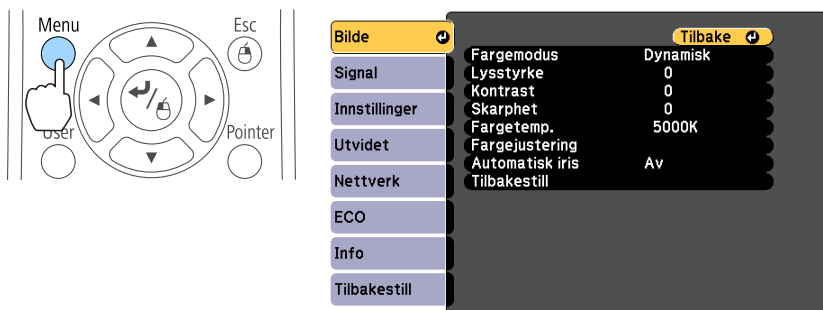 Menu
Esc
User
Pointer
Bilde
Signal
Innstillinger
Utvidet
Nettverk
ECO
Info
Tilbakestill
Tilbake
Fargemodus Dynamisk
Lysstyrke 0
Kontrast 0
Skarphet 0
Fargetemp. 5000K
Fargejustering
Automatisk iris Av
Tilbakestill